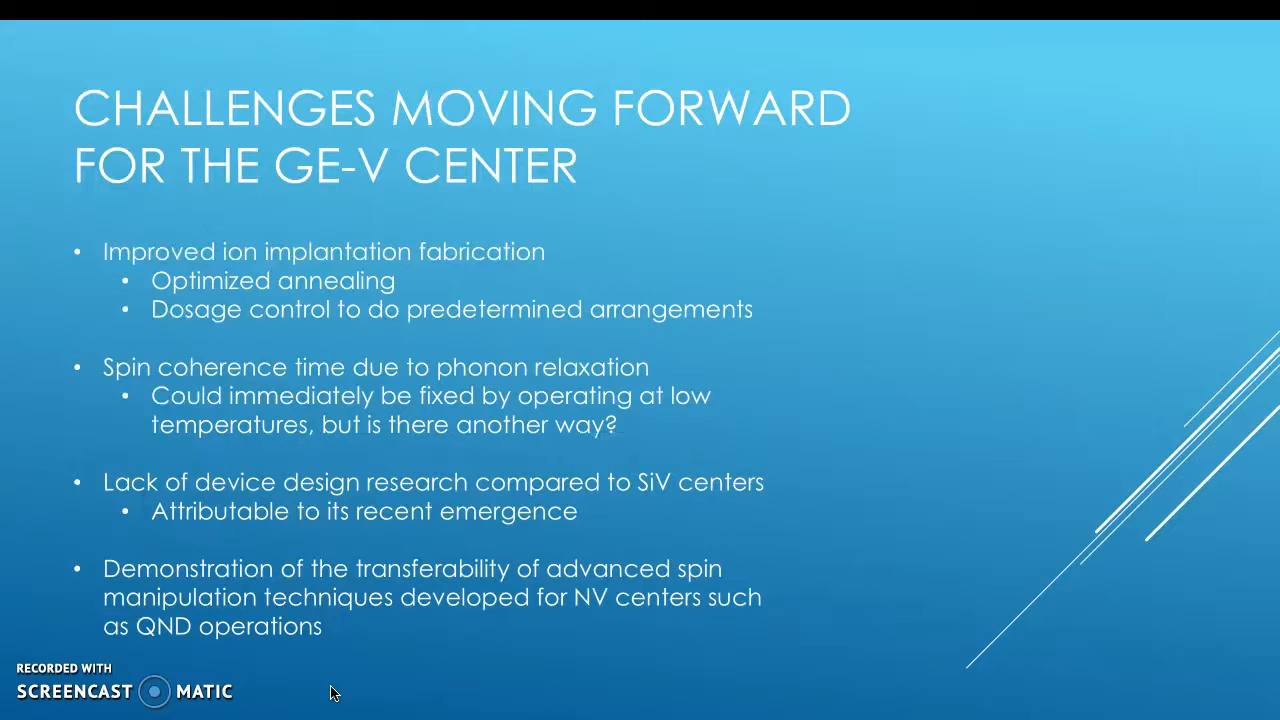 CHALLENGES MOVING FORWARD
FOR THE GE-V CENTER
• Improved ion implantation fabrication
• Optimized annealing
• Dosage control to do predetermined arrangements
• Spin coherence time due to phonon relaxation
• Could immediately be fixed by operating at low
temperatures, but is there another way?
• Lack of device design research compared to SiV centers
• Attributable to its recent emergence
• Demonstration of the transferability of advanced spin
manipulation techniques developed for NV centers such
as QND operations
RECORDED WITH
SCREENCAST MATIC